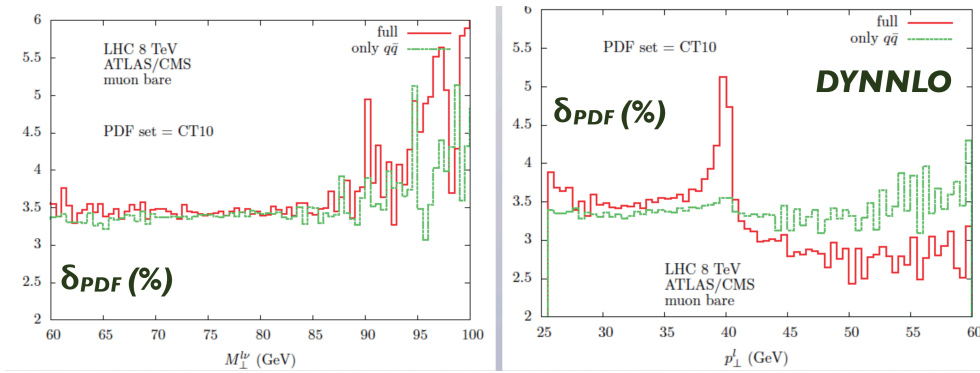 6
5.5
5
4.5
4
3.5
3
2.5
2
full
only qq̄
LHC 8 TeV
ATLAS/CMS
muon bare
PDF set = CT10
δPDF (%)
60 65 70 75 80 85 90 95 100
M⊥^lν (GeV)
6
5.5
5
4.5
4
3.5
3
2.5
2
full
only qq̄
PDF set = CT10
DYNNLO
δPDF (%)
LHC 8 TeV
ATLAS/CMS
muon bare
25 30 35 40 45 50 55 60
p⊥^l (GeV)